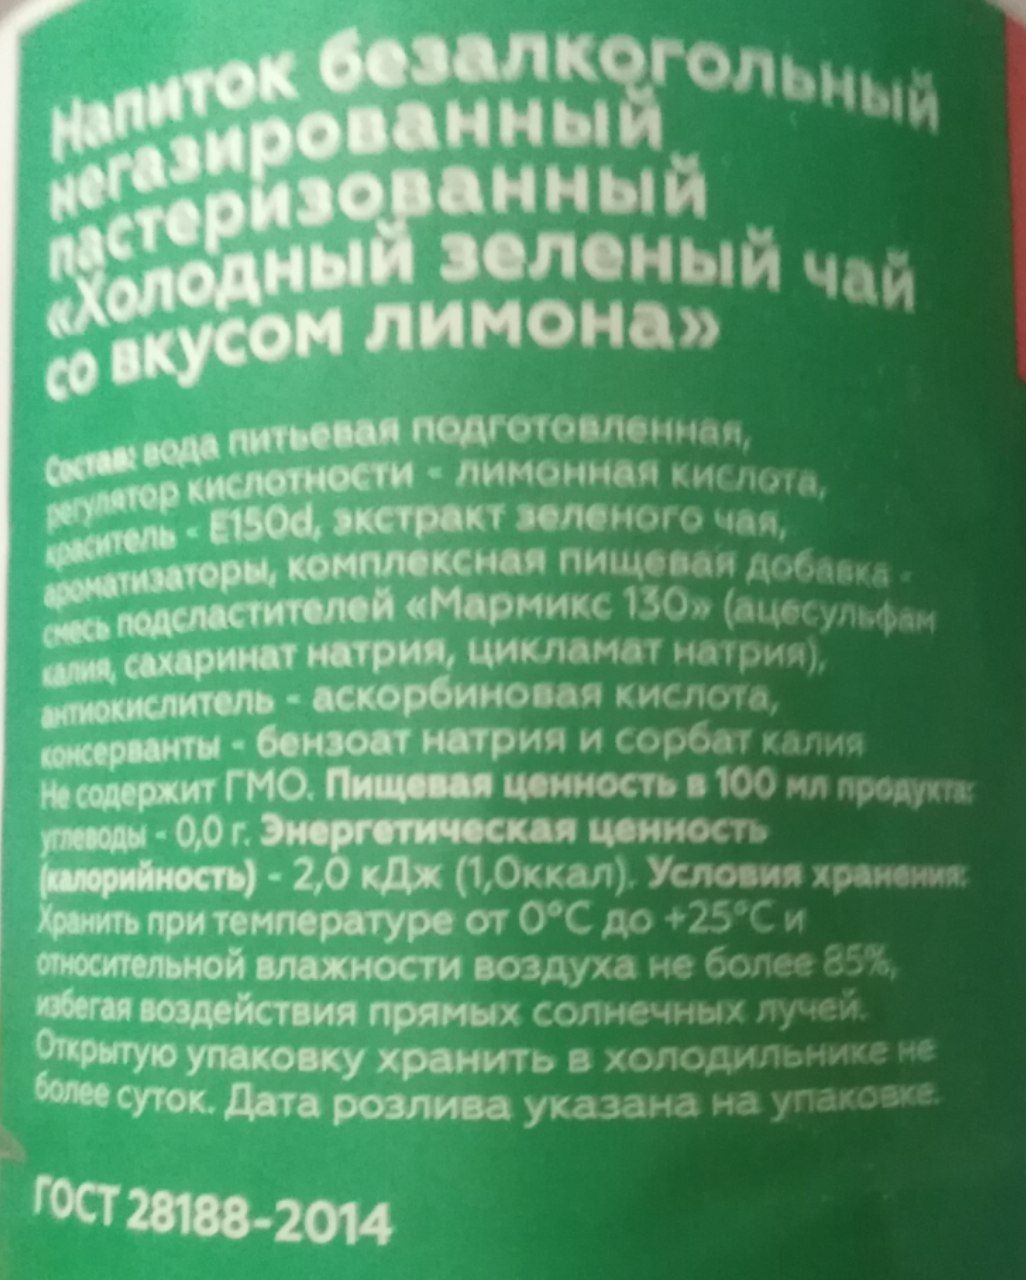 Напиток безалкогольный
негазированный
пастеризованный
«Холодный зеленый чай
со вкусом лимона»
Состав: вода питьевая подготовленная,
регулятор кислотности - лимонная кислота,
краситель - Е150d, экстракт зеленого чая,
ароматизаторы, комплексная пищевая добавка -
смесь подсластителей «Мармикс 130» (ацесульфам
калия, сахаринат натрия, цикламат натрия),
антиокислитель - аскорбиновая кислота,
консерванты - бензоат натрия и сорбат калия
Не содержит ГМО. Пищевая ценность в 100 мл продукта:
углеводы - 0,0 г. Энергетическая ценность
(калорийность) - 2,0 кДж (1,0ккал). Условия хранения:
Хранить при температуре от 0°С до +25°С и
относительной влажности воздуха не более 85%,
избегая воздействия прямых солнечных лучей.
Открытую упаковку хранить в холодильнике не
более суток. Дата розлива указана на упаковке.
ГОСТ 28188-2014